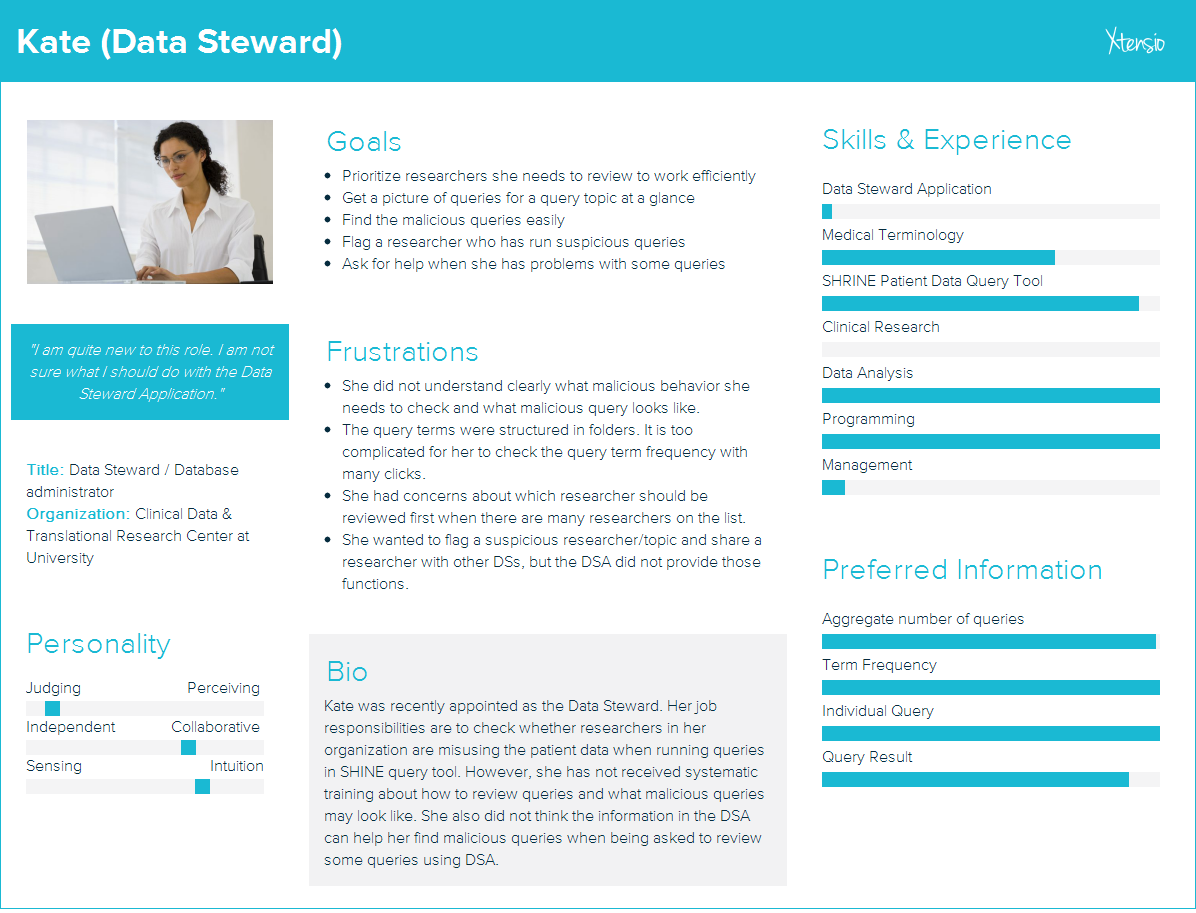 Kate (Data Steward)
Xtensio
"I am quite new to this role. I am not
sure what I should do with the Data
Steward Application."
Title: Data Steward / Database
administrator
Organization: Clinical Data &
Translational Research Center at
University
Personality
Judging Perceiving
Independent Collaborative
Sensing Intuition
Goals
• Prioritize researchers she needs to review to work efficiently
• Get a picture of queries for a query topic at a glance
• Find the malicious queries easily
• Flag a researcher who has run suspicious queries
• Ask for help when she has problems with some queries
Frustrations
• She did not understand clearly what malicious behavior she
needs to check and what malicious query looks like.
• The query terms were structured in folders. It is too
complicated for her to check the query term frequency with
many clicks.
• She had concerns about which researcher should be
reviewed first when there are many researchers on the list.
• She wanted to flag a suspicious researcher/topic and share a
researcher with other DSs, but the DSA did not provide those
functions.
Bio
Kate was recently appointed as the Data Steward. Her job
responsibilities are to check whether researchers in her
organization are misusing the patient data when running queries
in SHINE query tool. However, she has not received systematic
training about how to review queries and what malicious queries
may look like. She also did not think the information in the DSA
can help her find malicious queries when being asked to review
some queries using DSA.
Skills & Experience
Data Steward Application
Medical Terminology
SHRINE Patient Data Query Tool
Clinical Research
Data Analysis
Programming
Management
Preferred Information
Aggregate number of queries
Term Frequency
Individual Query
Query Result